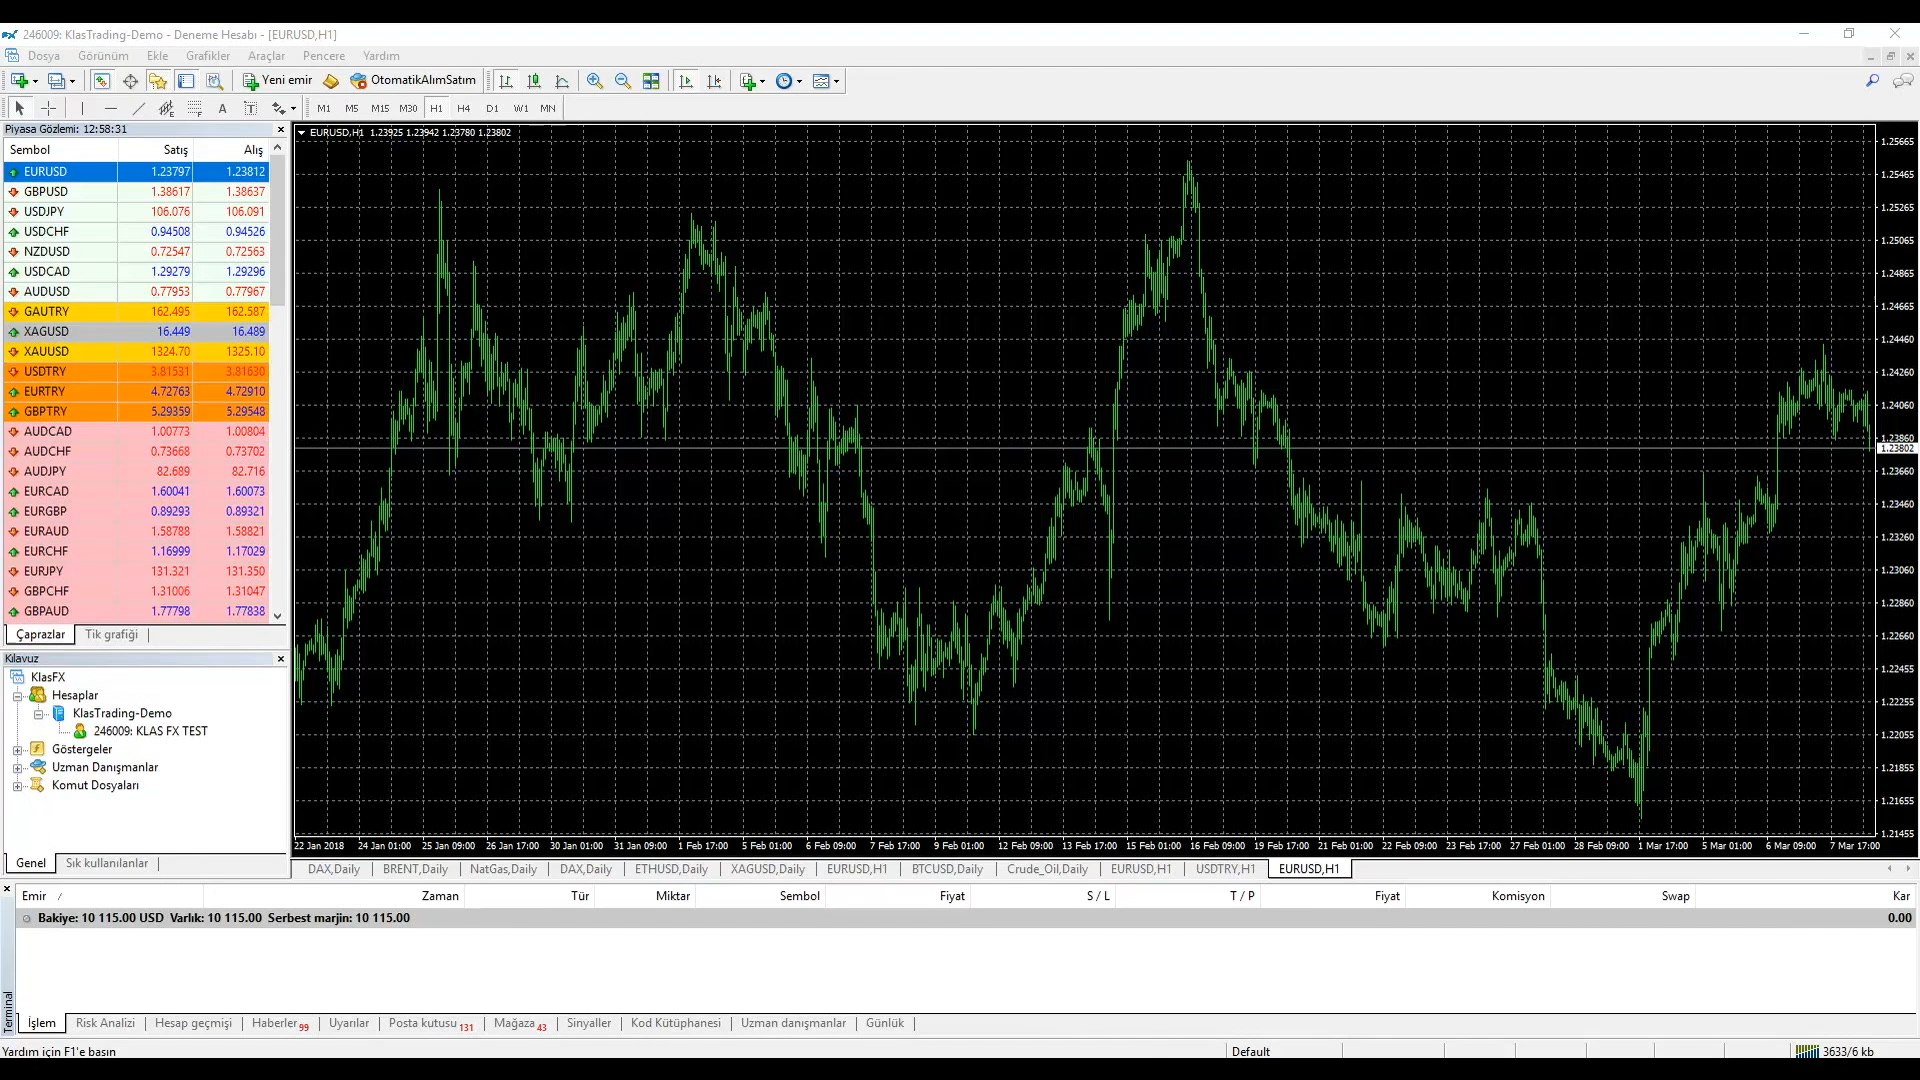 246009: KlasTrading-Demo - Deneme Hesabı - [EURUSD,H1]
Dosya Görünüm Ekle Grafikler Araçlar Pencere Yardım
Yeni emir OtomatikAlımSatım
A T M1 M5 M15 M30 H1 H4 D1 W1 MN
Piyasa Gözlemi: 12:58:31
Sembol Satış Alış
EURUSD 1.23797 1.23812
GBPUSD 1.38617 1.38637
USDJPY 106.076 106.091
USDCHF 0.94508 0.94526
NZDUSD 0.72547 0.72563
USDCAD 1.29279 1.29296
AUDUSD 0.77953 0.77967
GAUTRY 162.495 162.587
XAGUSD 16.449 16.489
XAUUSD 1324.70 1325.10
USDTRY 3.81531 3.81630
EURTRY 4.72763 4.72910
GBPTRY 5.29359 5.29548
AUDCAD 1.00773 1.00804
AUDCHF 0.73668 0.73702
AUDJPY 82.689 82.716
EURCAD 1.60041 1.60073
EURGBP 0.89293 0.89321
EURAUD 1.58788 1.58821
EURCHF 1.16999 1.17029
EURJPY 131.321 131.350
GBPCHF 1.31006 1.31047
GBPAUD 1.77798 1.77838
Çaprazlar Tik grafiği
Kılavuz
KlasFX
Hesaplar
KlasTrading-Demo
246009: KLAS FX TEST
Göstergeler
Uzman Danışmanlar
Komut Dosyaları
Genel Sık kullanılanlar
EURUSD,H1 1.23925 1.23942 1.23780 1.23802
1.25665
1.25465
1.25265
1.25065
1.24865
1.24665
1.24460
1.24260
1.24060
1.23860
1.23802
1.23660
1.23460
1.23260
1.23060
1.22860
1.22660
1.22455
1.22255
1.22055
1.21855
1.21655
1.21455
22 Jan 2018 24 Jan 01:00 25 Jan 09:00 26 Jan 17:00 30 Jan 01:00 31 Jan 09:00 1 Feb 17:00 5 Feb 01:00 6 Feb 09:00 7 Feb 17:00 9 Feb 01:00 12 Feb 09:00 13 Feb 17:00 15 Feb 01:00 16 Feb 09:00 19 Feb 17:00 21 Feb 01:00 22 Feb 09:00 23 Feb 17:00 27 Feb 01:00 28 Feb 09:00 1 Mar 17:00 5 Mar 01:00 6 Mar 09:00 7 Mar 17:00
DAX,Daily BRENT,Daily NatGas,Daily DAX,Daily ETHUSD,Daily XAGUSD,Daily EURUSD,H1 BTCUSD,Daily Crude_Oil,Daily EURUSD,H1 USDTRY,H1 EURUSD,H1
Emir Zaman Tür Miktar Sembol Fiyat S / L T / P Fiyat Komisyon Swap Kar
Bakiye: 10 115.00 USD Varlık: 10 115.00 Serbest marjin: 10 115.00 0.00
Terminal
İşlem Risk Analizi Hesap geçmişi Haberler 99 Uyarılar Posta kutusu 131 Mağaza 43 Sinyaller Kod Kütüphanesi Uzman danışmanlar Günlük
Yardım için F1'e basın Default 3633/6 kb